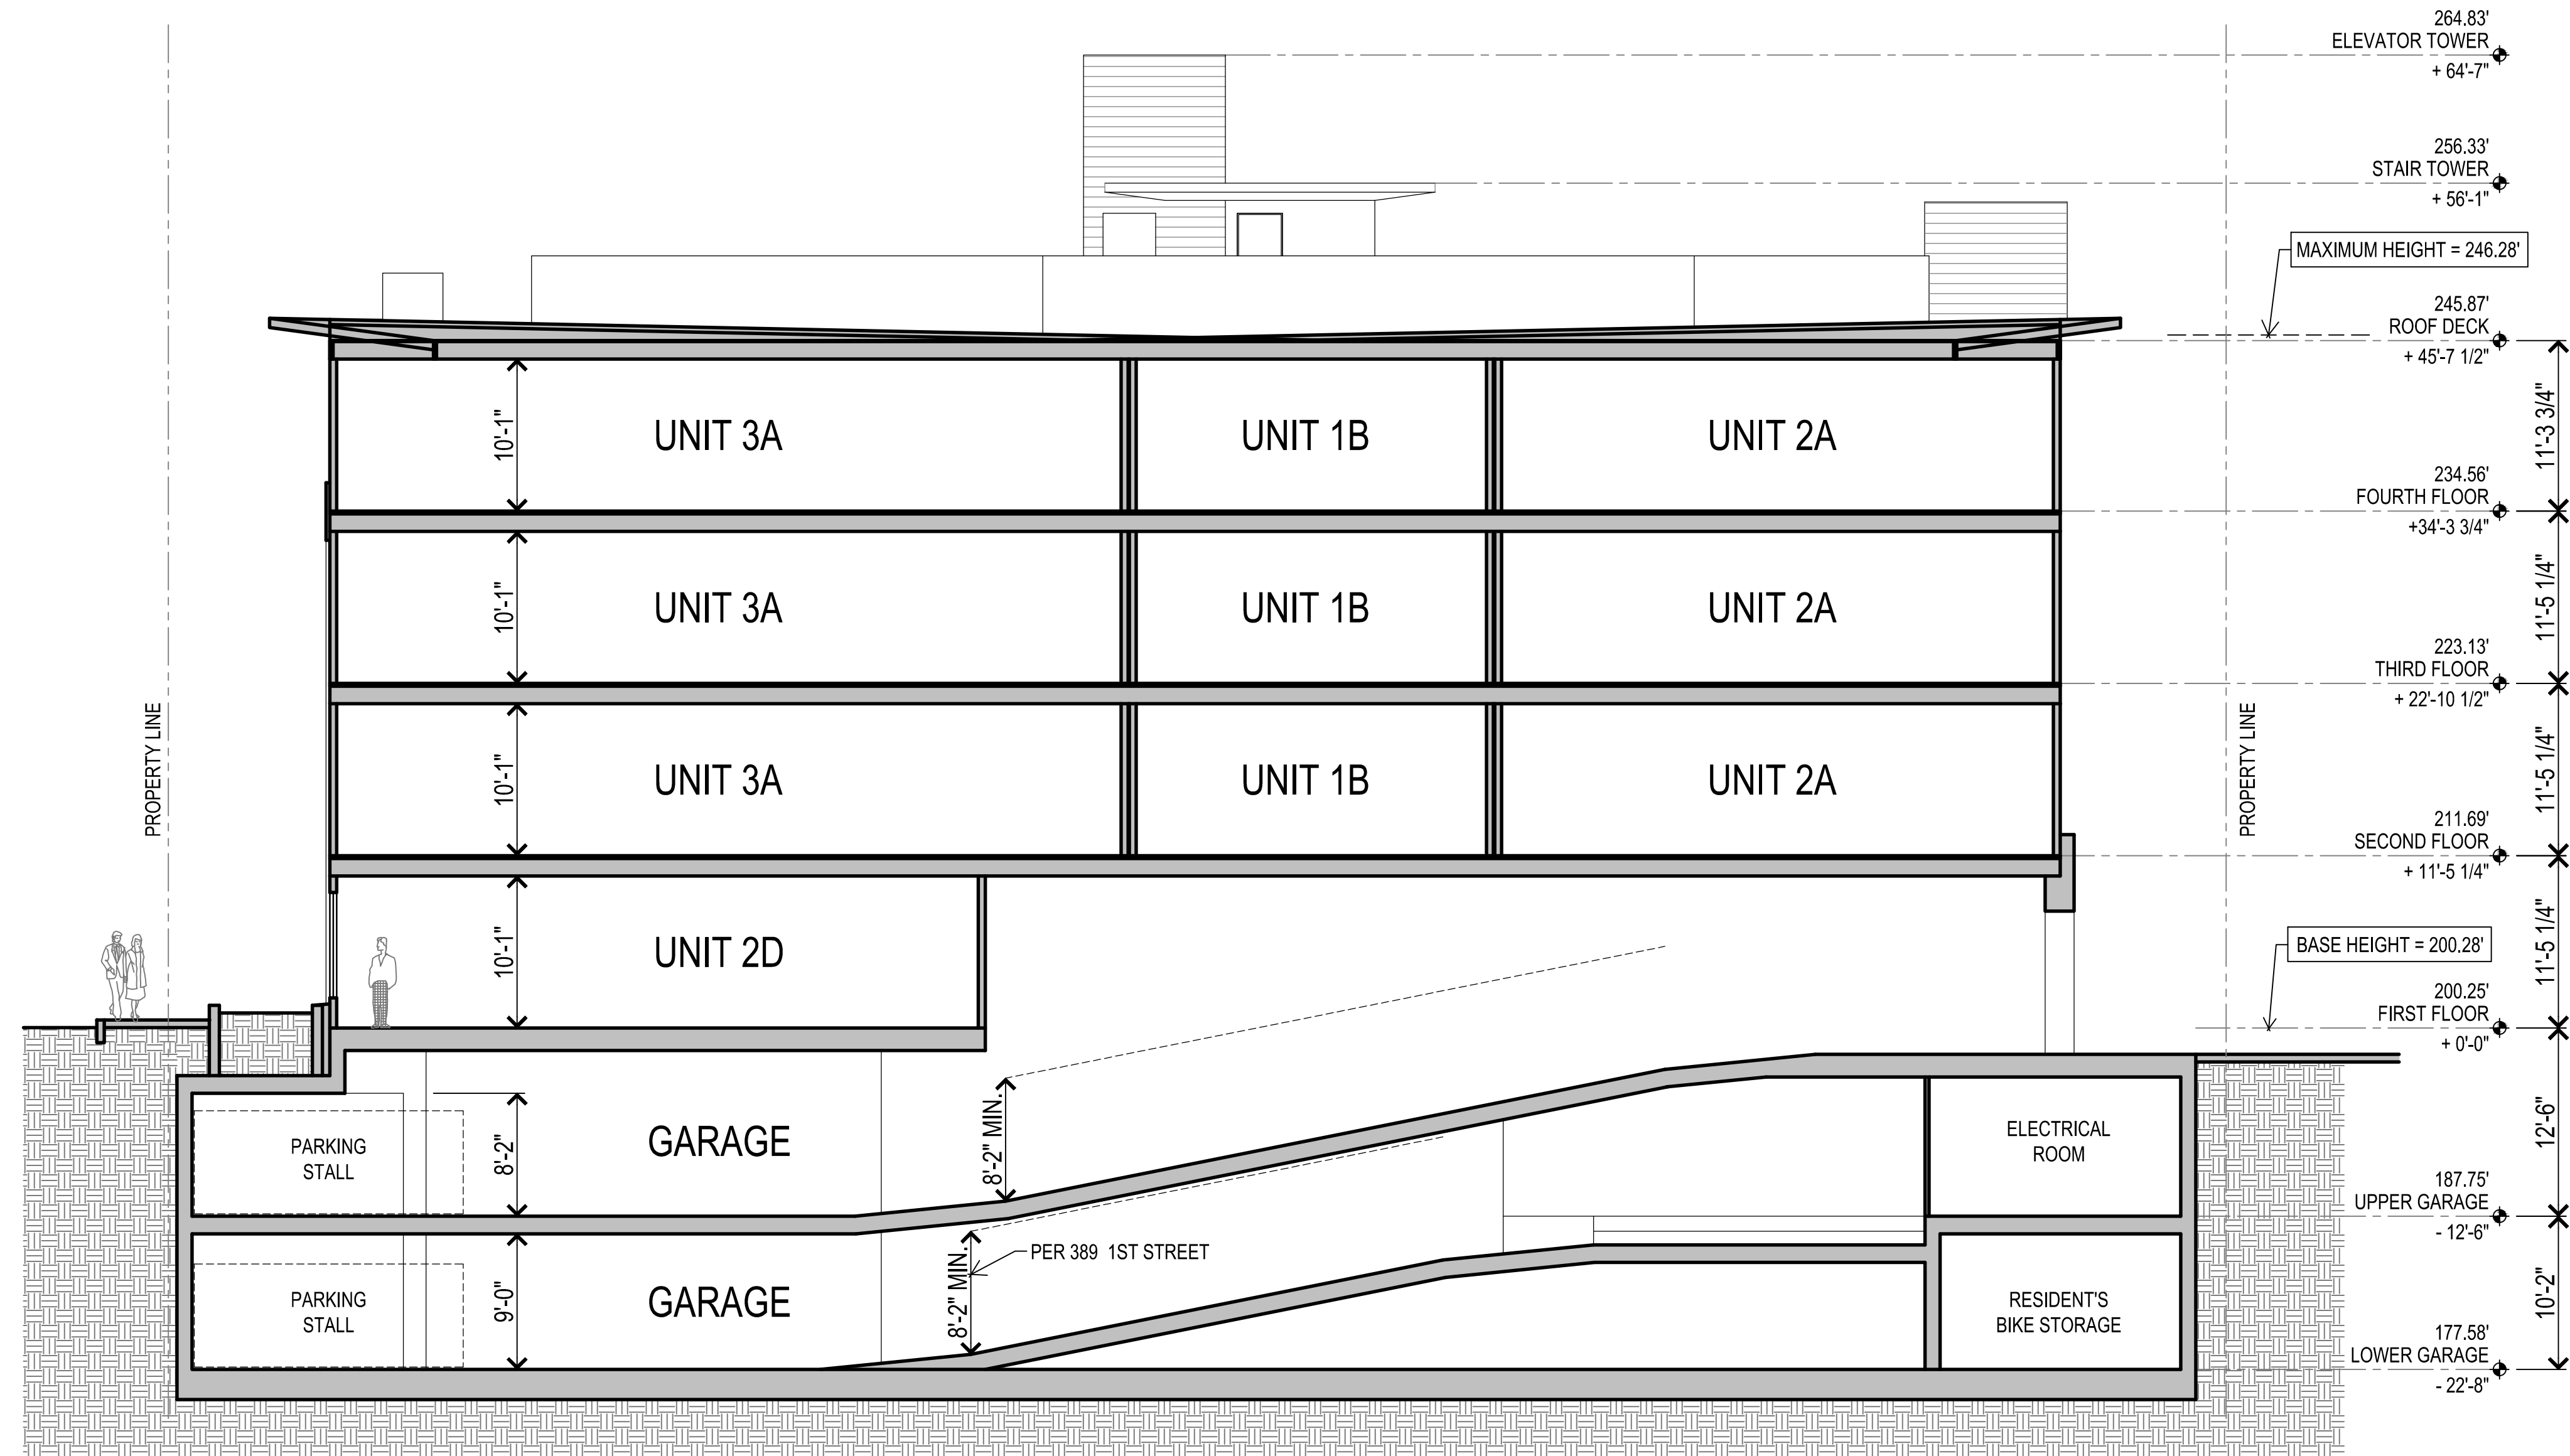 264.83'
ELEVATOR TOWER
+ 64'-7"
256.33'
STAIR TOWER
+ 56'-1"
MAXIMUM HEIGHT = 246.28'
245.87'
ROOF DECK
+ 45'-7 1/2"
10'-1"
UNIT 3A
UNIT 1B
UNIT 2A
11'-3 3/4"
234.56'
FOURTH FLOOR
+34'-3 3/4"
10'-1"
UNIT 3A
UNIT 1B
UNIT 2A
11'-5 1/4"
223.13'
THIRD FLOOR
+ 22'-10 1/2"
PROPERTY LINE
10'-1"
UNIT 3A
UNIT 1B
UNIT 2A
PROPERTY LINE
11'-5 1/4"
211.69'
SECOND FLOOR
+ 11'-5 1/4"
10'-1"
UNIT 2D
BASE HEIGHT = 200.28'
11'-5 1/4"
200.25'
FIRST FLOOR
+ 0'-0"
PARKING
STALL
8'-2"
GARAGE
8'-2" MIN.
ELECTRICAL
ROOM
12'-6"
187.75'
UPPER GARAGE
- 12'-6"
PARKING
STALL
9'-0"
GARAGE
8'-2" MIN.
PER 389 1ST STREET
RESIDENT'S
BIKE STORAGE
10'-2"
177.58'
LOWER GARAGE
- 22'-8"